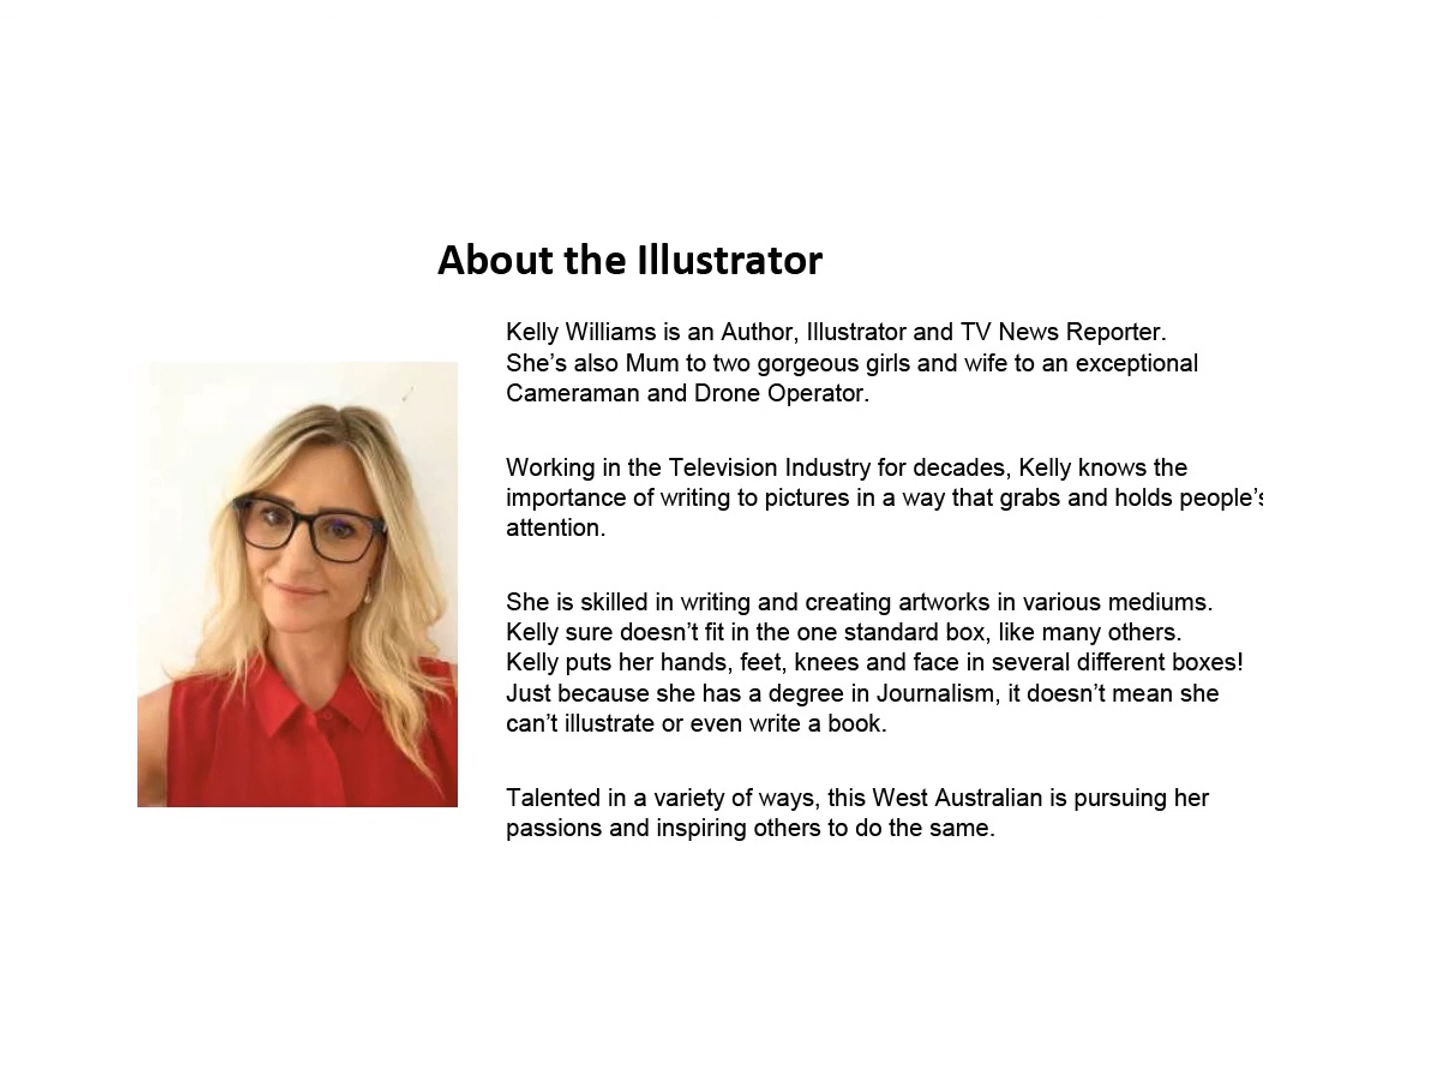 About the Illustrator
Kelly Williams is an Author, Illustrator and TV News Reporter.
She’s also Mum to two gorgeous girls and wife to an exceptional
Cameraman and Drone Operator.
Working in the Television Industry for decades, Kelly knows the
importance of writing to pictures in a way that grabs and holds people’s
attention.
She is skilled in writing and creating artworks in various mediums.
Kelly sure doesn’t fit in the one standard box, like many others.
Kelly puts her hands, feet, knees and face in several different boxes!
Just because she has a degree in Journalism, it doesn’t mean she
can’t illustrate or even write a book.
Talented in a variety of ways, this West Australian is pursuing her
passions and inspiring others to do the same.